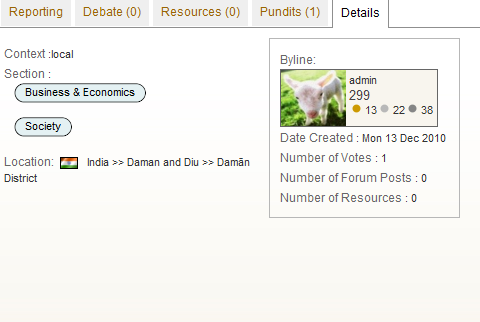 Reporting
Debate (0)
Resources (0)
Pundits (1)
Details
Context :local
Section :
Business & Economics
Society
Location: India >> Daman and Diu >> Damān
District
Byline:
admin
299
13 22 38
Date Created : Mon 13 Dec 2010
Number of Votes : 1
Number of Forum Posts : 0
Number of Resources : 0